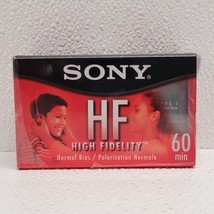 SONY
HF
HIGH FIDELITY
Normal Bias / Polarisation Normale
60
min